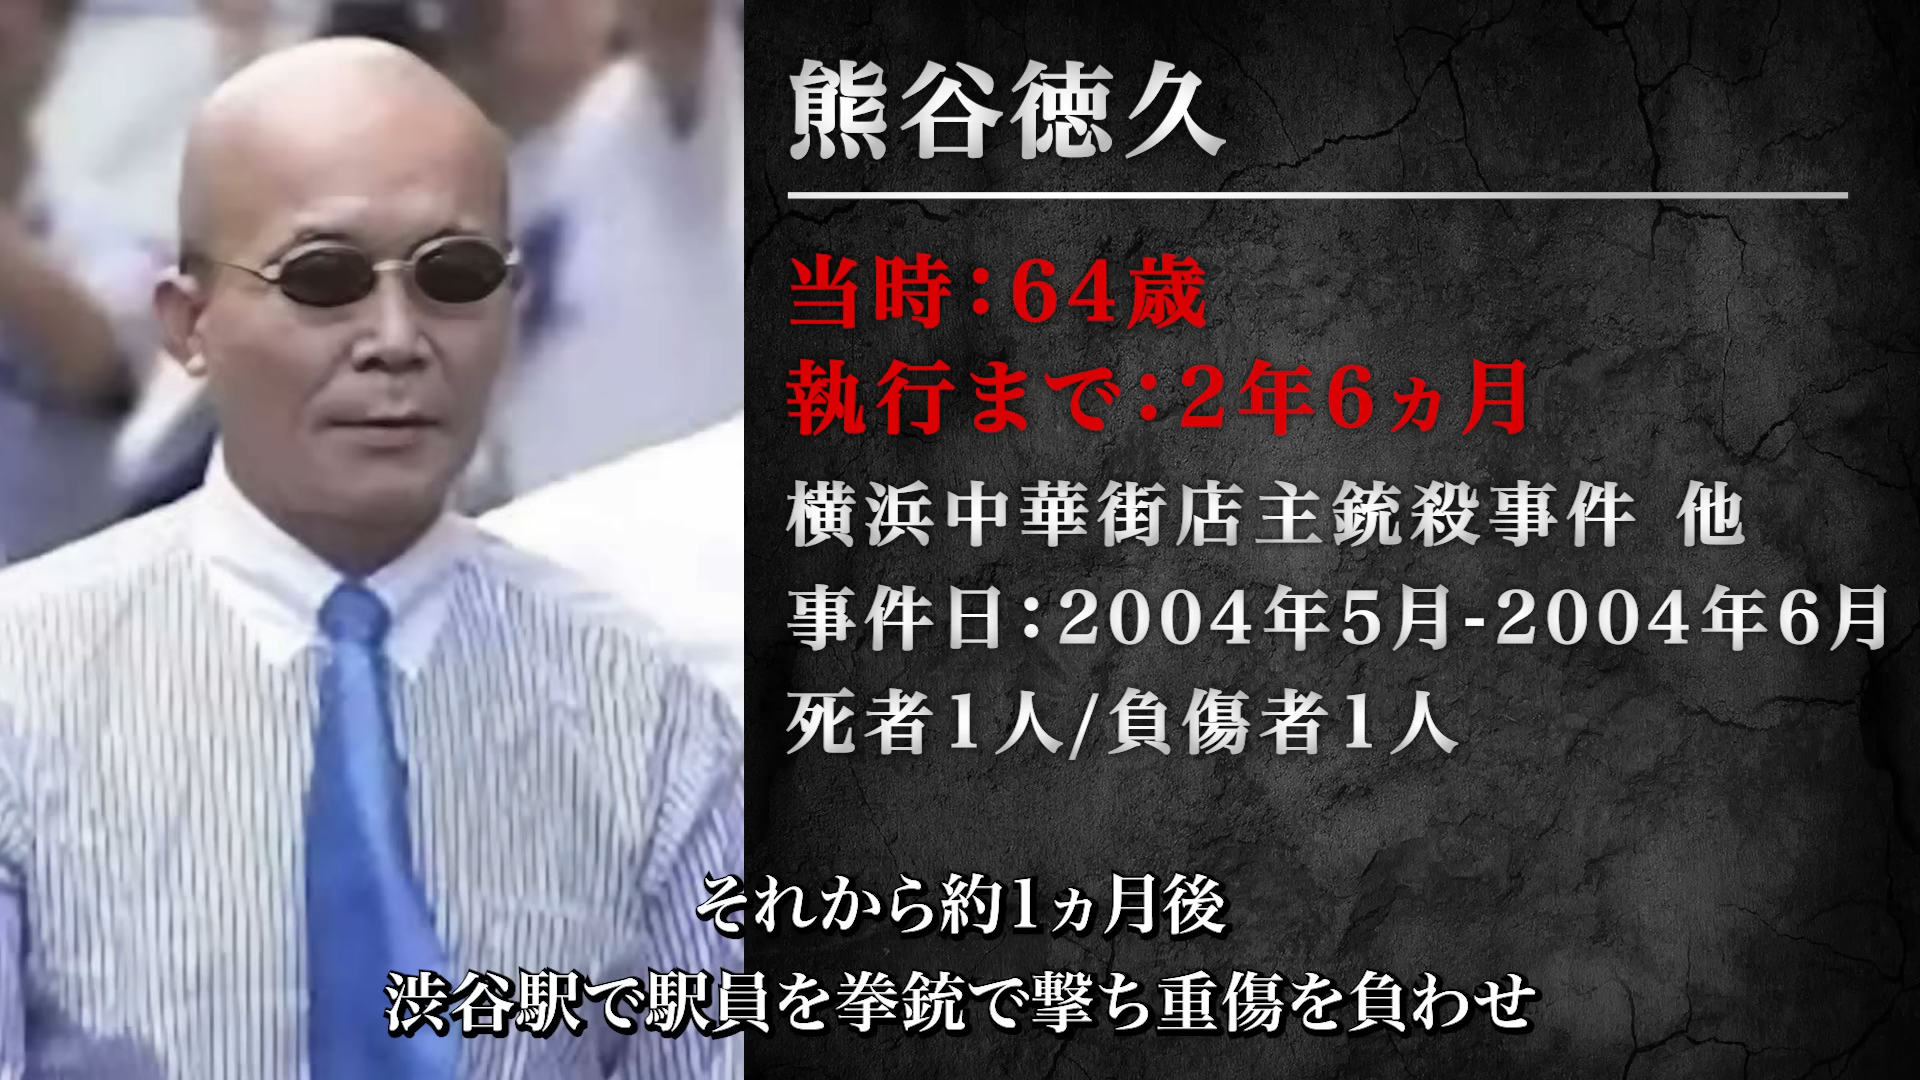 熊谷徳久
当時：64歳
執行まで：2年6ヵ月
横浜中華街店主銃殺事件 他
事件日：2004年5月-2004年6月
死者1人/負傷者1人
それから約1ヵ月後
渋谷駅で駅員を拳銃で撃ち重傷を負わせ